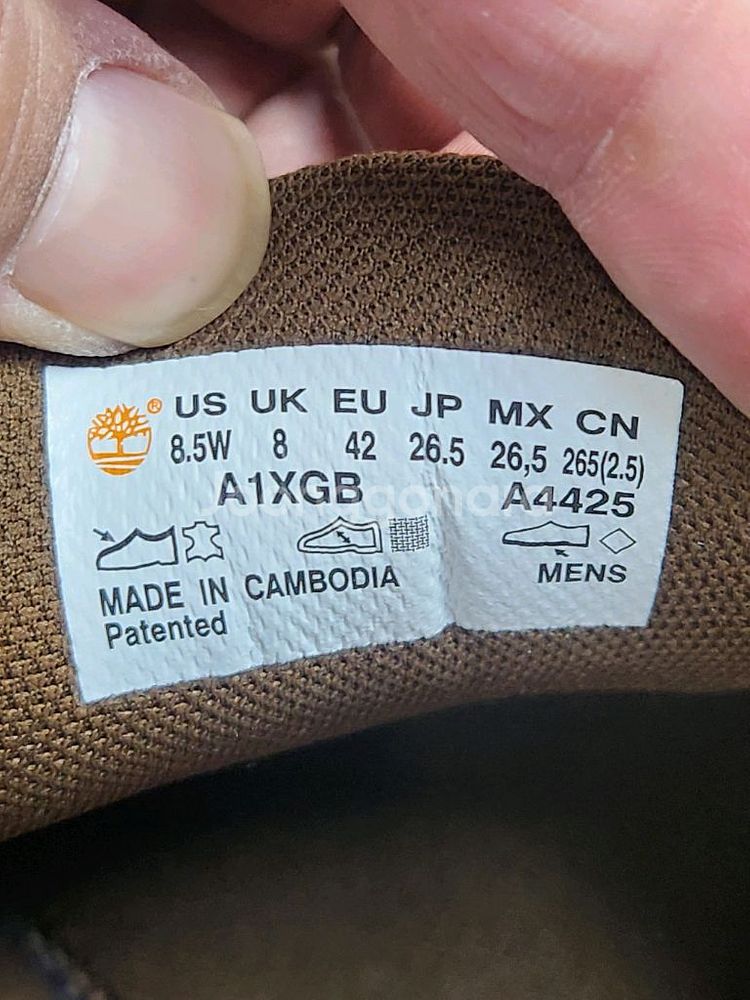 ® US UK EU JP MX CN
8.5W 8 42 26.5 26,5 265(2.5)
A1XGB A4425
MADE IN CAMBODIA MENS
Patented